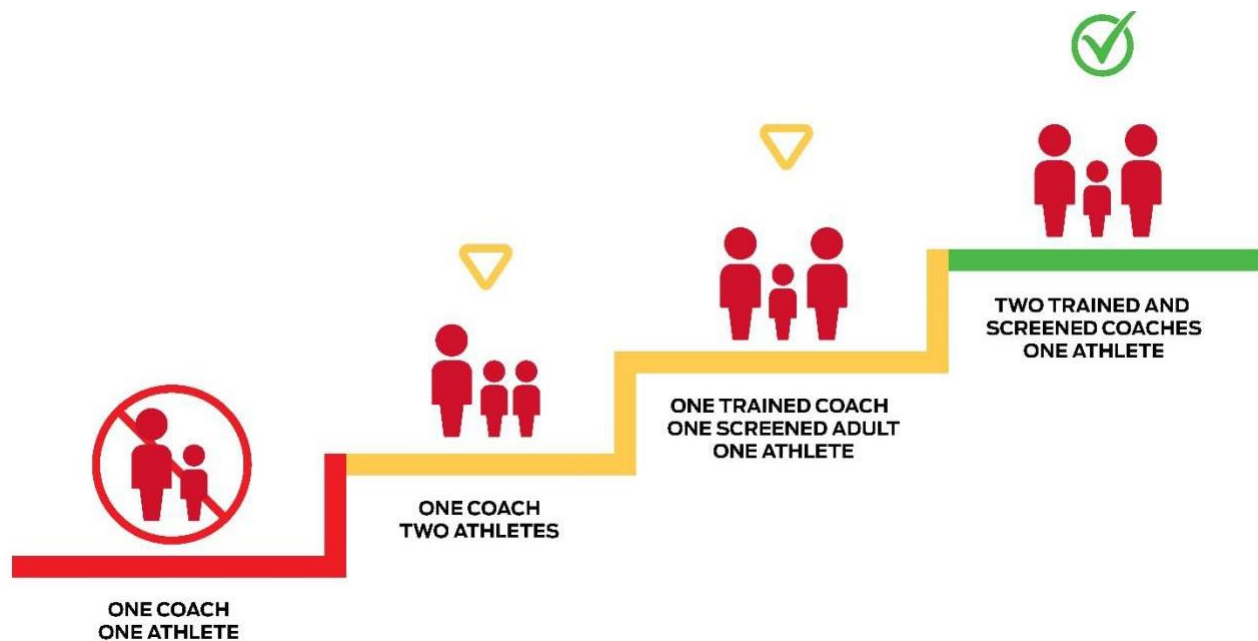 ONE COACH
ONE ATHLETE
ONE COACH
TWO ATHLETES
ONE TRAINED COACH
ONE SCREENED ADULT
ONE ATHLETE
TWO TRAINED AND
SCREENED COACHES
ONE ATHLETE